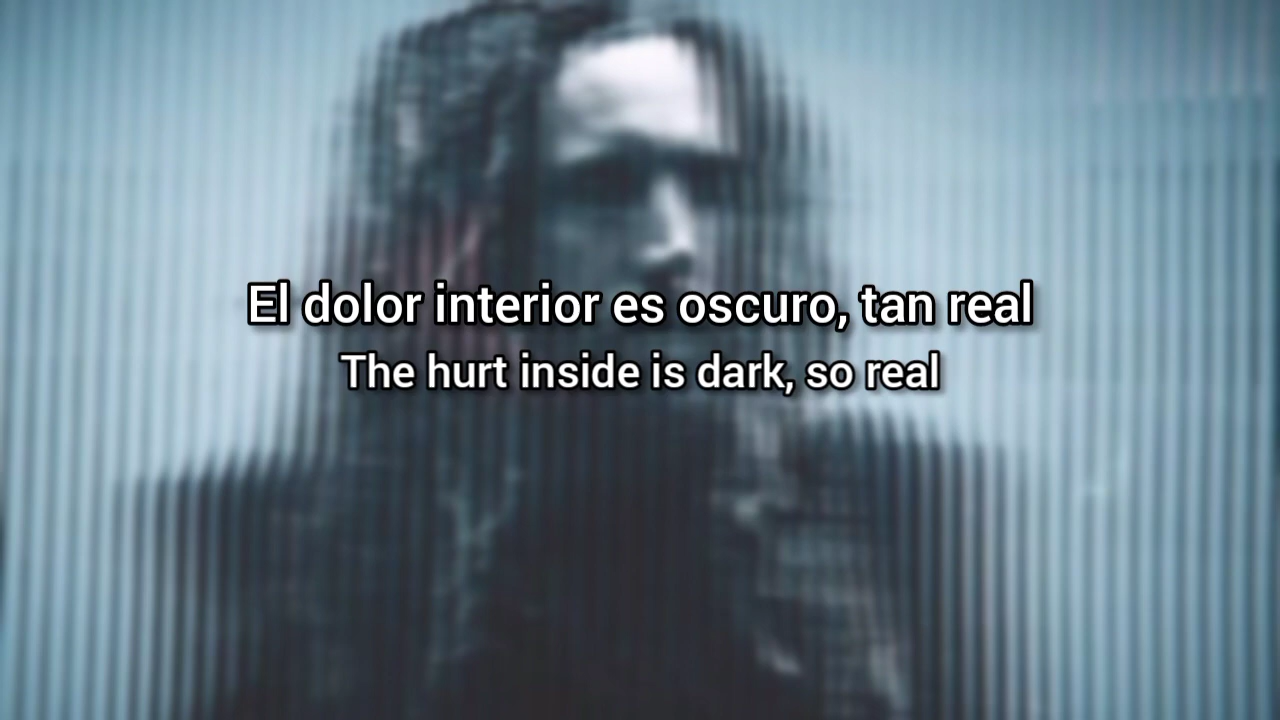 El dolor interior es oscuro, tan real
The hurt inside is dark, so real